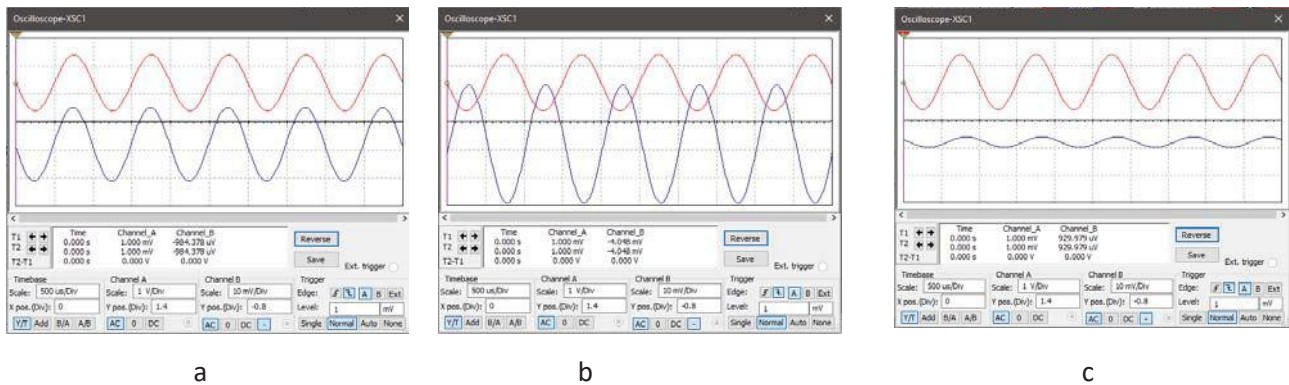 Oscilloscope-XSC1
Time Channel_A Channel_B
T1 0.000 s 1.000 mV -984.378 uV
T2 0.000 s 1.000 mV -984.378 uV
T2-T1 0.000 s 0.000 V 0.000 V
Reverse
Save
Ext. trigger
Timebase Channel A Channel B Trigger
Scale: 500 us/Div Scale: 1 V/Div Scale: 10 mV/Div Edge: A B Ext
X pos.(Div): 0 Y pos.(Div): 1.4 Y pos.(Div): -0.8 Level: 1 mV
Y/T Add B/A A/B AC 0 DC AC 0 DC - Single Normal Auto None
a
Oscilloscope-XSC1
Time Channel_A Channel_B
T1 0.000 s 1.000 mV -4.048 mV
T2 0.000 s 1.000 mV -4.048 mV
T2-T1 0.000 s 0.000 V 0.000 V
Reverse
Save
Ext. trigger
Timebase Channel A Channel B Trigger
Scale: 500 us/Div Scale: 1 V/Div Scale: 10 mV/Div Edge: A B Ext
X pos.(Div): 0 Y pos.(Div): 1.4 Y pos.(Div): -0.8 Level: 1 mV
Y/T Add B/A A/B AC 0 DC AC 0 DC - Single Normal Auto None
b
Oscilloscope-XSC1
Time Channel_A Channel_B
T1 0.000 s 1.000 mV 929.979 uV
T2 0.000 s 1.000 mV 929.979 uV
T2-T1 0.000 s 0.000 V 0.000 V
Reverse
Save
Ext. trigger
Timebase Channel A Channel B Trigger
Scale: 500 us/Div Scale: 1 V/Div Scale: 10 mV/Div Edge: A B Ext
X pos.(Div): 0 Y pos.(Div): 1.4 Y pos.(Div): -0.8 Level: 1 mV
Y/T Add B/A A/B AC 0 DC AC 0 DC - Single Normal Auto None
c